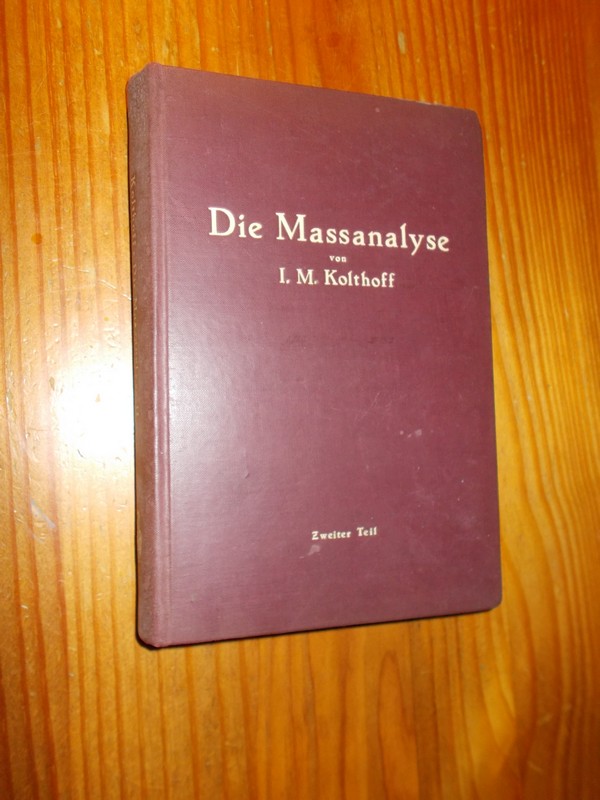 Die Massanalyse
von
I. M. Kolthoff
Zweiter Teil